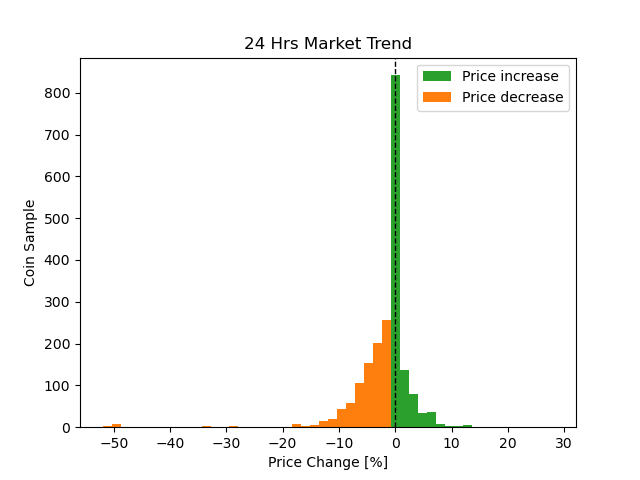 24 Hrs Market Trend
Price increase
Price decrease
800
700
600
500
400
300
200
100
0
Coin Sample
−50 −40 −30 −20 −10 0 10 20 30
Price Change [%]